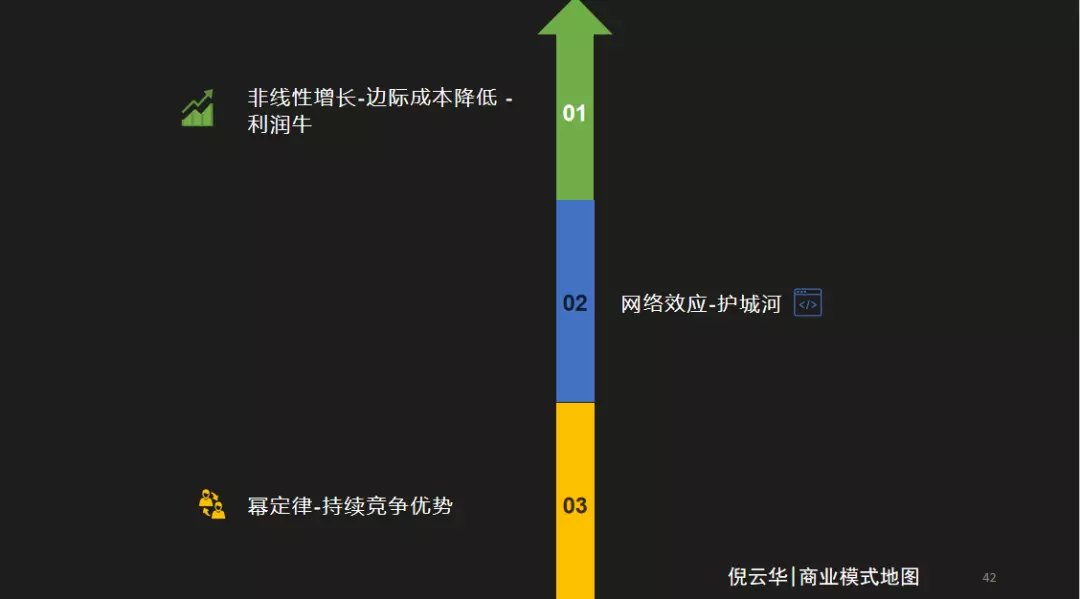 非线性增长-边际成本降低 -
利润牛
01
02
网络效应-护城河
</>
幂定律-持续竞争优势
03
倪云华|商业模式地图
42